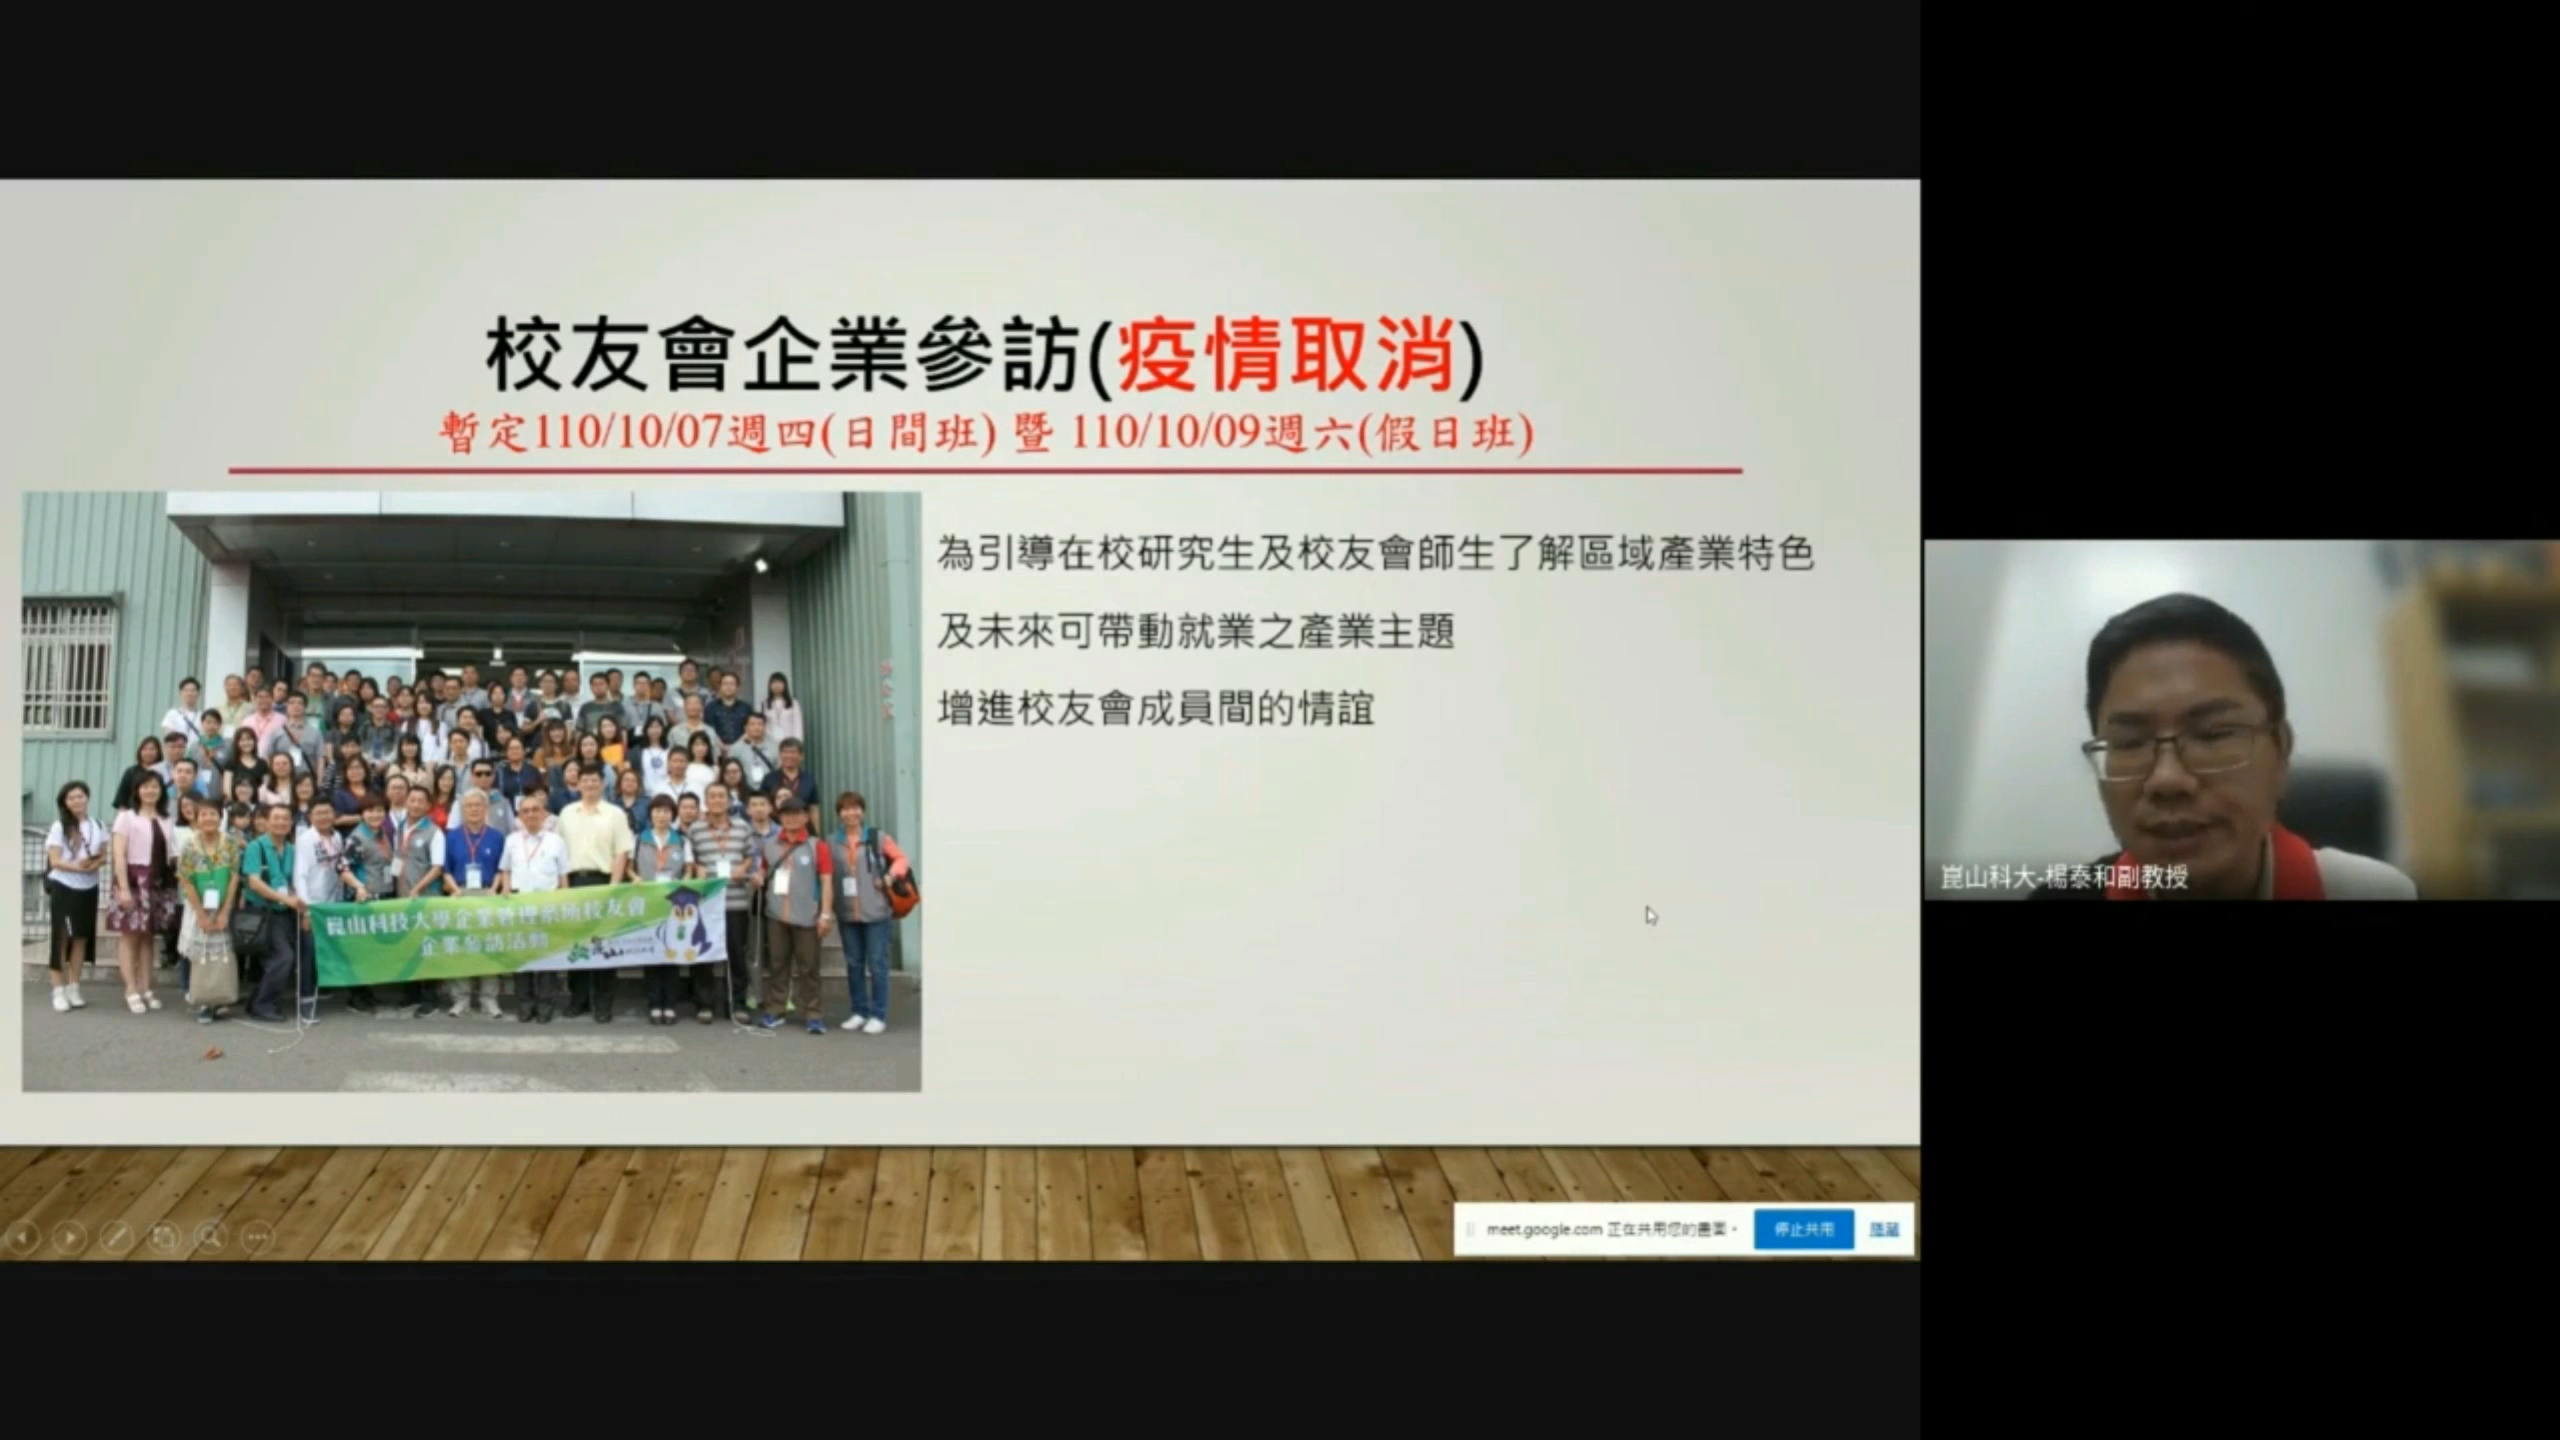 校友會企業參訪(疫情取消)
暫定110/10/07週四(日間班) 暨 110/10/09週六(假日班)
為引導在校研究生及校友會師生了解區域產業特色
及未來可帶動就業之產業主題
增進校友會成員間的情誼
崑山科技大學企業管理系所校友會
企業參訪活動
崑山科大-楊泰和副教授
meet.google.com 正在共用您的畫面。
停止共用
隱藏